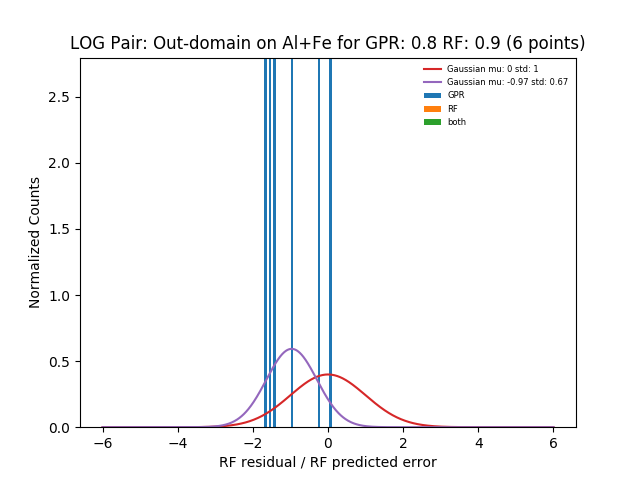 LOG Pair: Out-domain on Al+Fe for GPR: 0.8 RF: 0.9 (6 points)
Gaussian mu: 0 std: 1
Gaussian mu: -0.97 std: 0.67
GPR
RF
both
2.5
2.0
1.5
1.0
0.5
0.0
Normalized Counts
−6
−4
−2
0
2
4
6
RF residual / RF predicted error